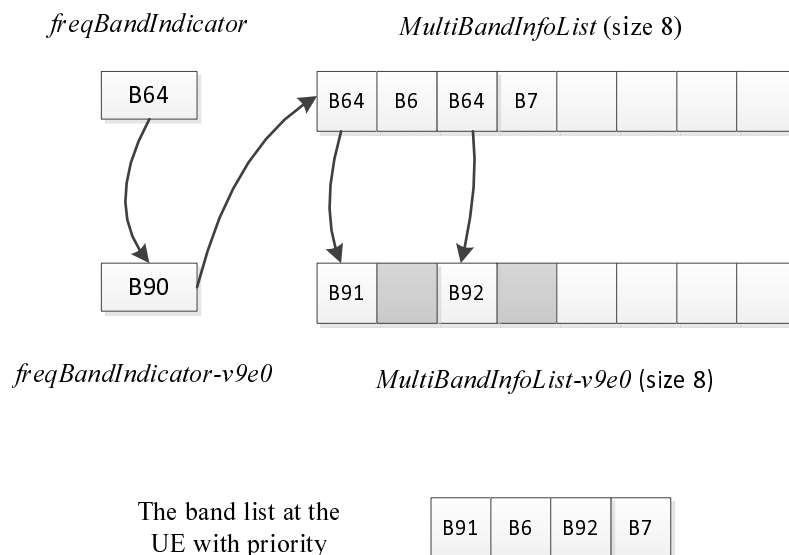 freqBandIndicator MultiBandInfoList (size 8)
B64 B64 B6 B64 B7
B90 B91 B92
freqBandIndicator-v9e0 MultiBandInfoList-v9e0 (size 8)
The band list at the
UE with priority
B91 B6 B92 B7